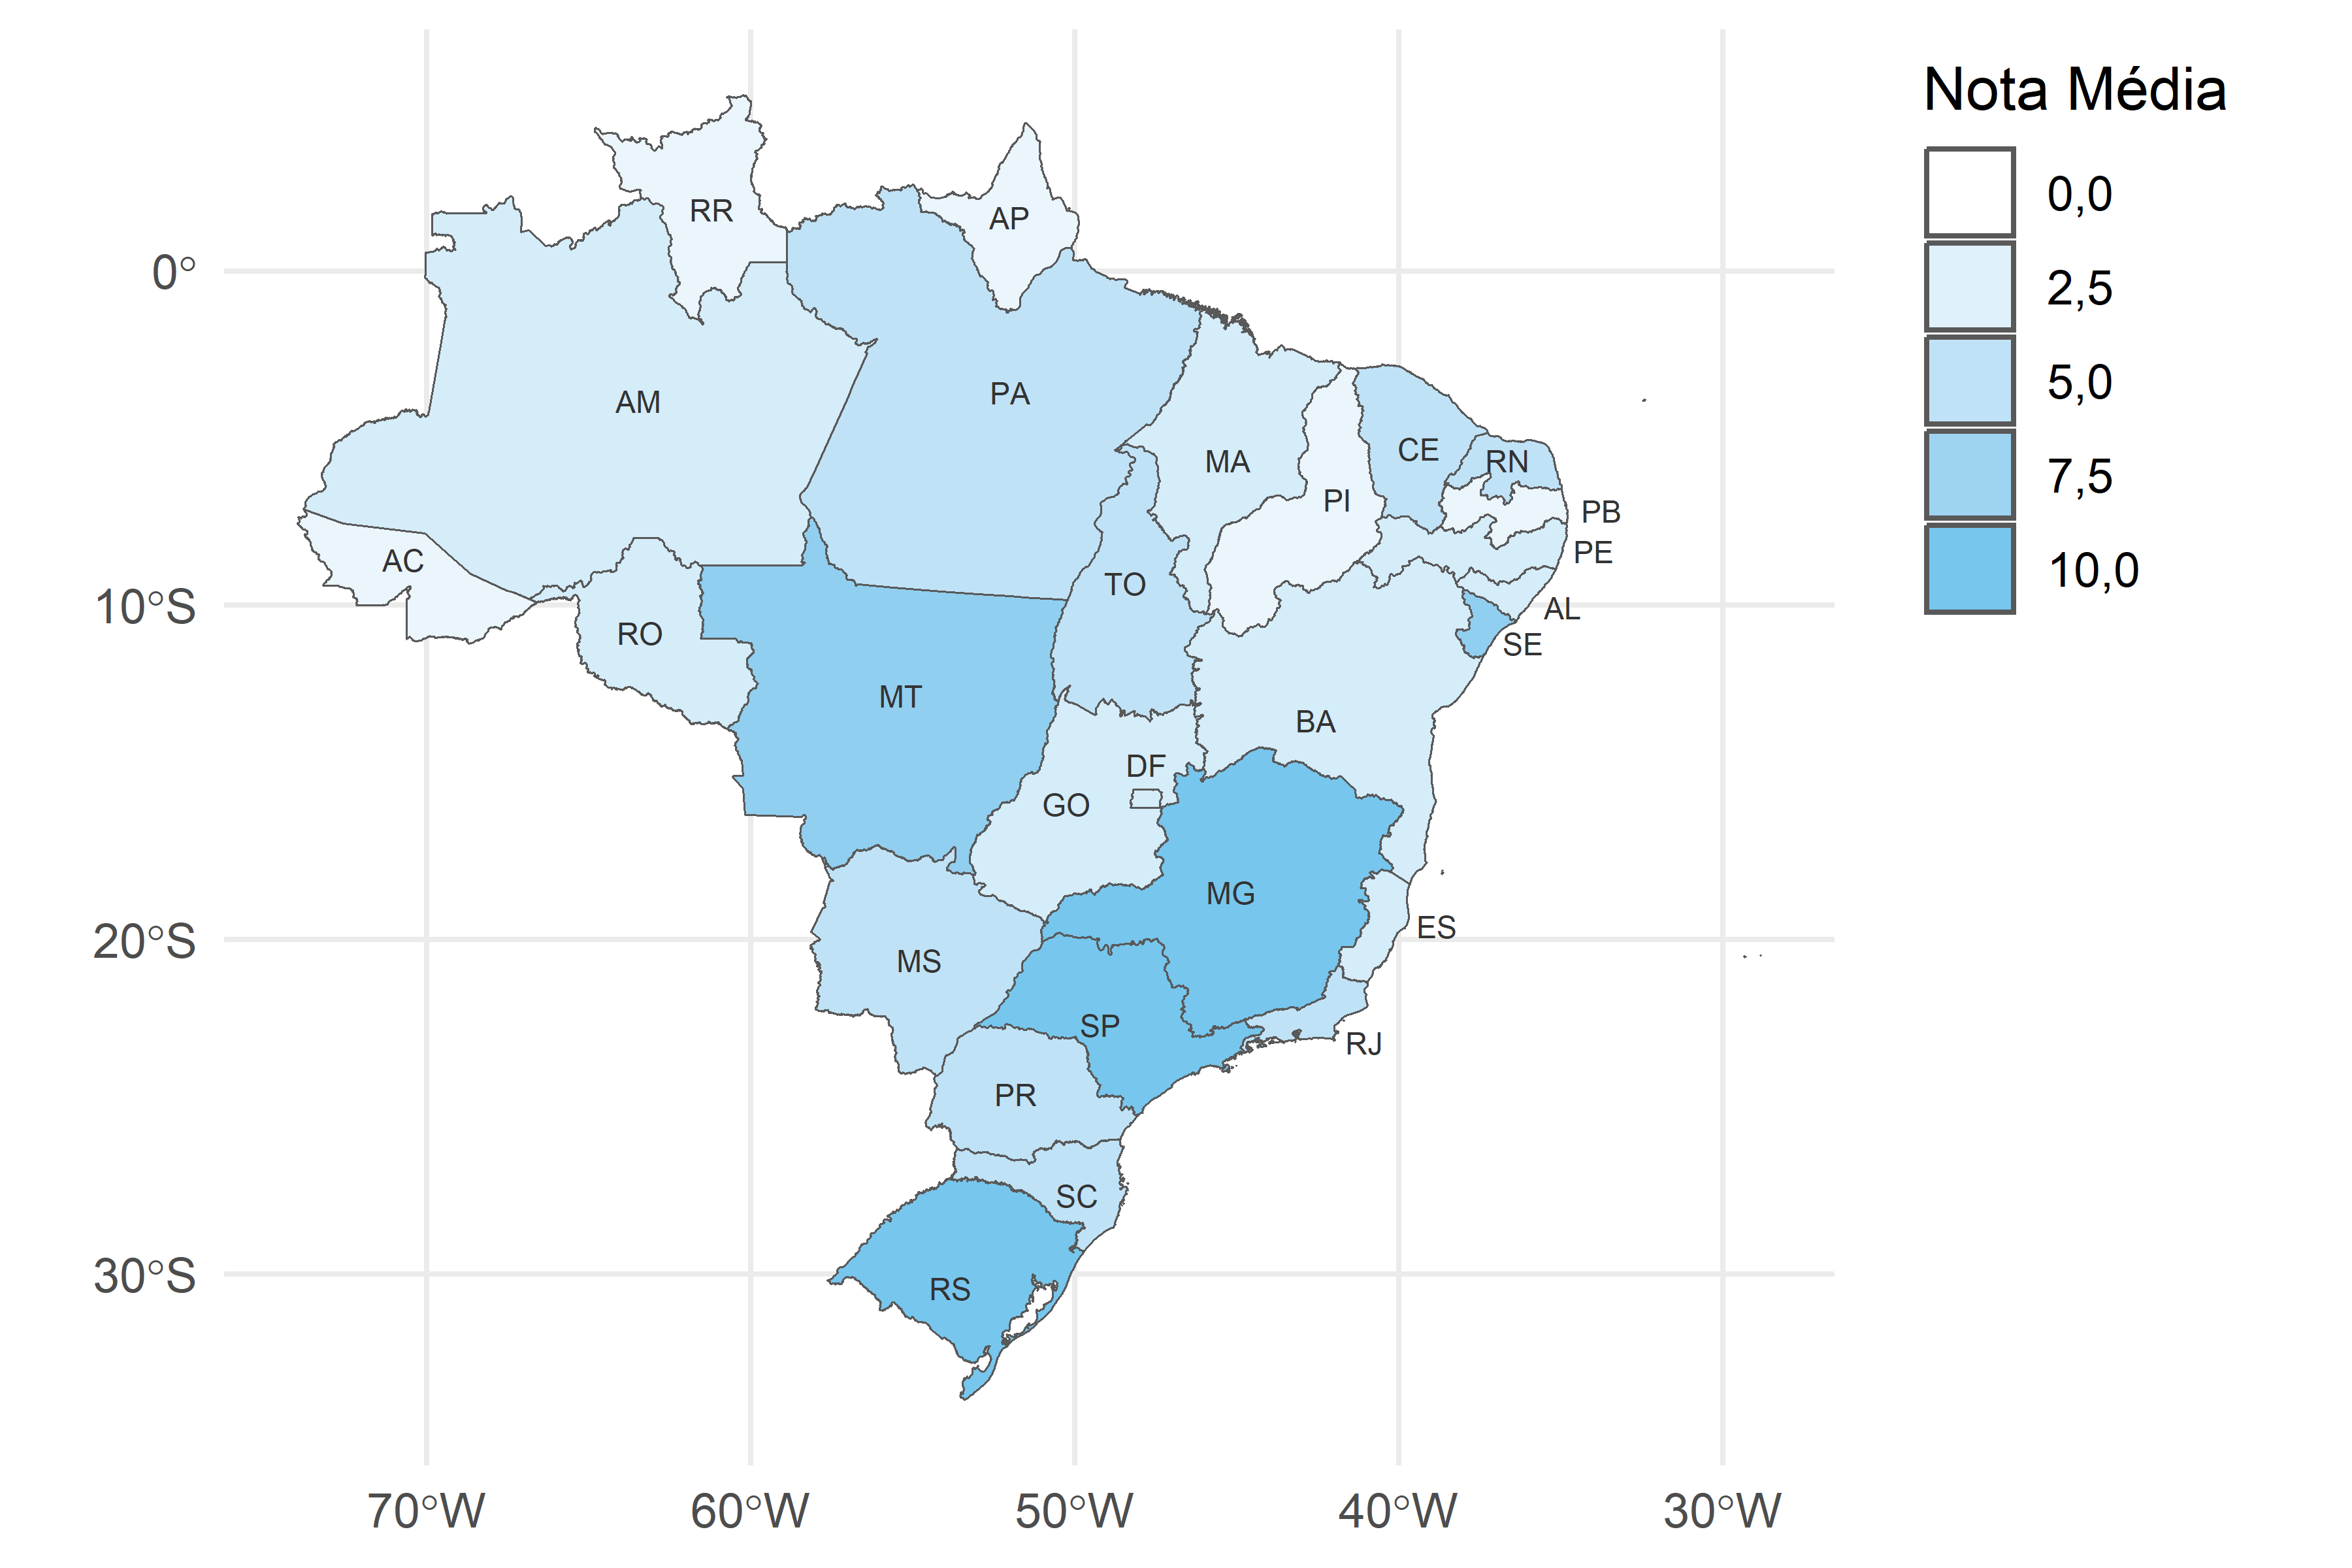 Nota Média
0,0
2,5
5,0
7,5
10,0
0°
10°S
20°S
30°S
70°W
60°W
50°W
40°W
30°W
RR
AP
AM
PA
MA
CE
RN
PI
PB
PE
AC
TO
AL
RO
SE
MT
BA
DF
GO
MG
ES
MS
SP
RJ
PR
SC
RS